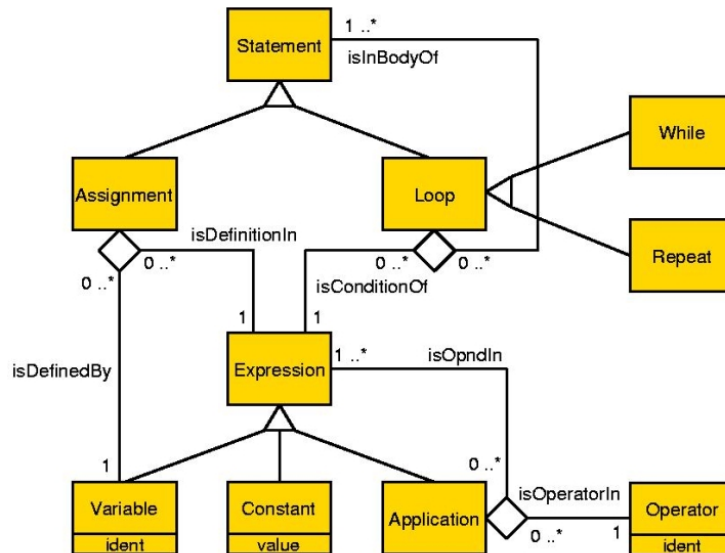 Statement
1 ..*
isInBodyOf
While
Assignment
Loop
isDefinitionIn
0 ..*
0 ..*
0 ..*
0 ..*
Repeat
isConditionOf
1
1
Expression
1 ..*
isOpndIn
isDefinedBy
0 ..*
1
isOperatorIn
Variable
Constant
Application
Operator
0 ..*
1
ident
value
ident